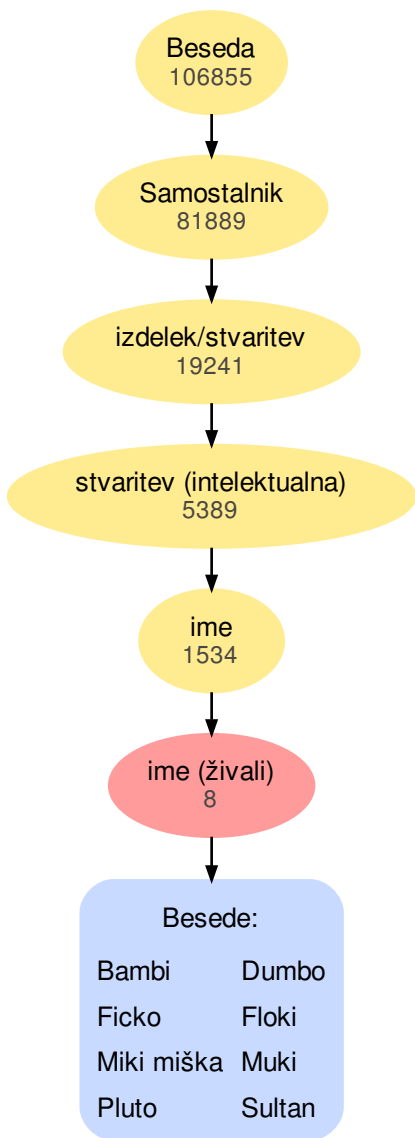 Beseda
106855
Samostalnik
81889
izdelek/stvaritev
19241
stvaritev (intelektualna)
5389
ime
1534
ime (živali)
8
Besede:
Bambi Dumbo
Ficko Floki
Miki miška Muki
Pluto Sultan